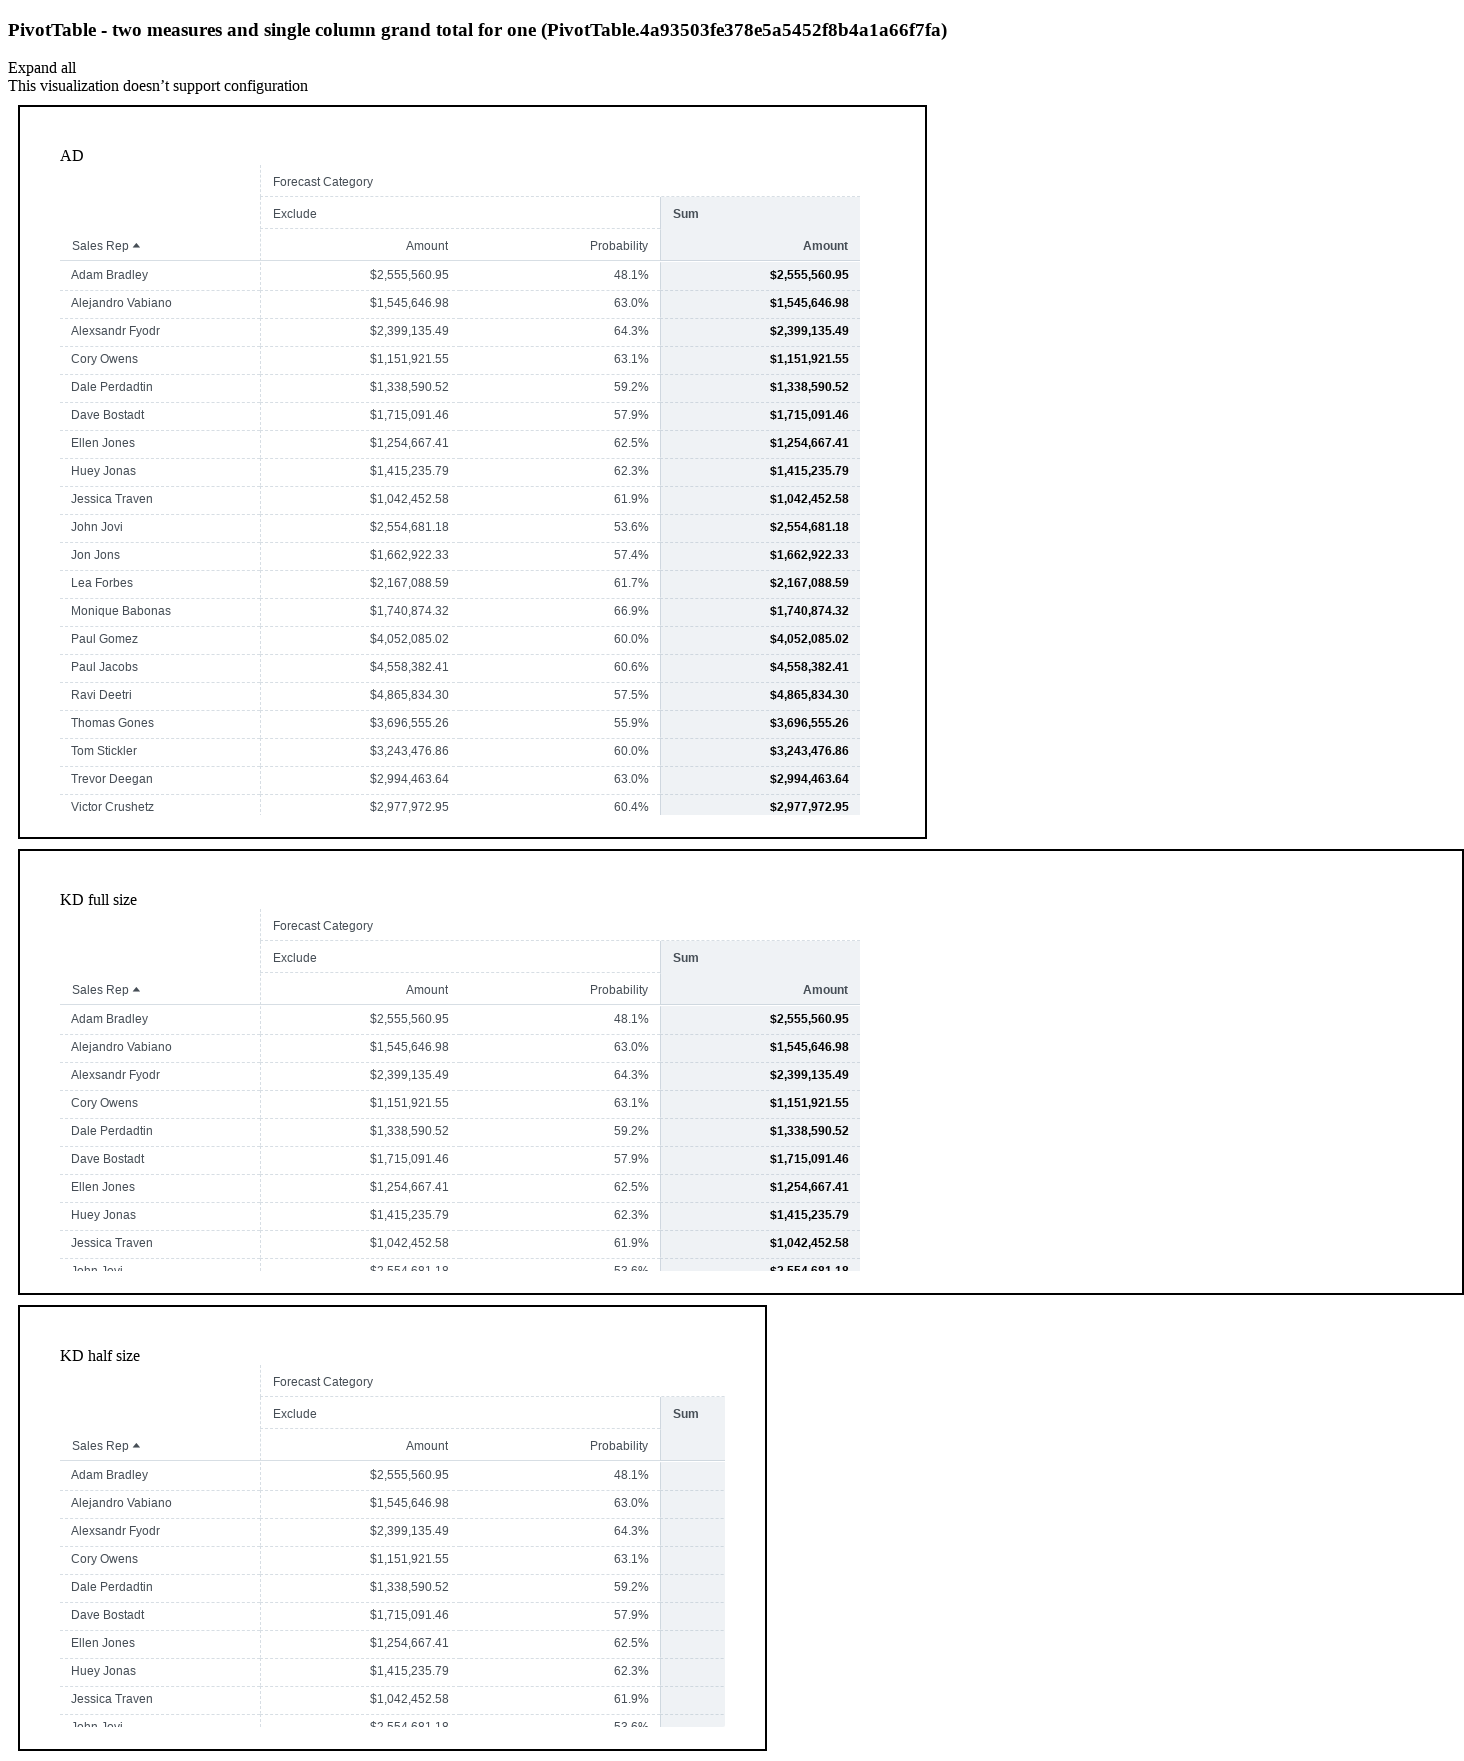 PivotTable - two measures and single column grand total for one (PivotTable.4a93503fe378e5a5452f8b4a1a66f7fa)
Expand all
This visualization doesn’t support configuration
AD
Forecast Category
Exclude Sum
Sales Rep Amount Probability Amount
Adam Bradley $2,555,560.95 48.1% $2,555,560.95
Alejandro Vabiano $1,545,646.98 63.0% $1,545,646.98
Alexsandr Fyodr $2,399,135.49 64.3% $2,399,135.49
Cory Owens $1,151,921.55 63.1% $1,151,921.55
Dale Perdadtin $1,338,590.52 59.2% $1,338,590.52
Dave Bostadt $1,715,091.46 57.9% $1,715,091.46
Ellen Jones $1,254,667.41 62.5% $1,254,667.41
Huey Jonas $1,415,235.79 62.3% $1,415,235.79
Jessica Traven $1,042,452.58 61.9% $1,042,452.58
John Jovi $2,554,681.18 53.6% $2,554,681.18
Jon Jons $1,662,922.33 57.4% $1,662,922.33
Lea Forbes $2,167,088.59 61.7% $2,167,088.59
Monique Babonas $1,740,874.32 66.9% $1,740,874.32
Paul Gomez $4,052,085.02 60.0% $4,052,085.02
Paul Jacobs $4,558,382.41 60.6% $4,558,382.41
Ravi Deetri $4,865,834.30 57.5% $4,865,834.30
Thomas Gones $3,696,555.26 55.9% $3,696,555.26
Tom Stickler $3,243,476.86 60.0% $3,243,476.86
Trevor Deegan $2,994,463.64 63.0% $2,994,463.64
Victor Crushetz $2,977,972.95 60.4% $2,977,972.95
KD full size
Forecast Category
Exclude Sum
Sales Rep Amount Probability Amount
Adam Bradley $2,555,560.95 48.1% $2,555,560.95
Alejandro Vabiano $1,545,646.98 63.0% $1,545,646.98
Alexsandr Fyodr $2,399,135.49 64.3% $2,399,135.49
Cory Owens $1,151,921.55 63.1% $1,151,921.55
Dale Perdadtin $1,338,590.52 59.2% $1,338,590.52
Dave Bostadt $1,715,091.46 57.9% $1,715,091.46
Ellen Jones $1,254,667.41 62.5% $1,254,667.41
Huey Jonas $1,415,235.79 62.3% $1,415,235.79
Jessica Traven $1,042,452.58 61.9% $1,042,452.58
John Jovi $2,554,681.18 53.6% $2,554,681.18
KD half size
Forecast Category
Exclude Sum
Sales Rep Amount Probability
Adam Bradley $2,555,560.95 48.1%
Alejandro Vabiano $1,545,646.98 63.0%
Alexsandr Fyodr $2,399,135.49 64.3%
Cory Owens $1,151,921.55 63.1%
Dale Perdadtin $1,338,590.52 59.2%
Dave Bostadt $1,715,091.46 57.9%
Ellen Jones $1,254,667.41 62.5%
Huey Jonas $1,415,235.79 62.3%
Jessica Traven $1,042,452.58 61.9%
John Jovi $2,554,681.18 53.6%